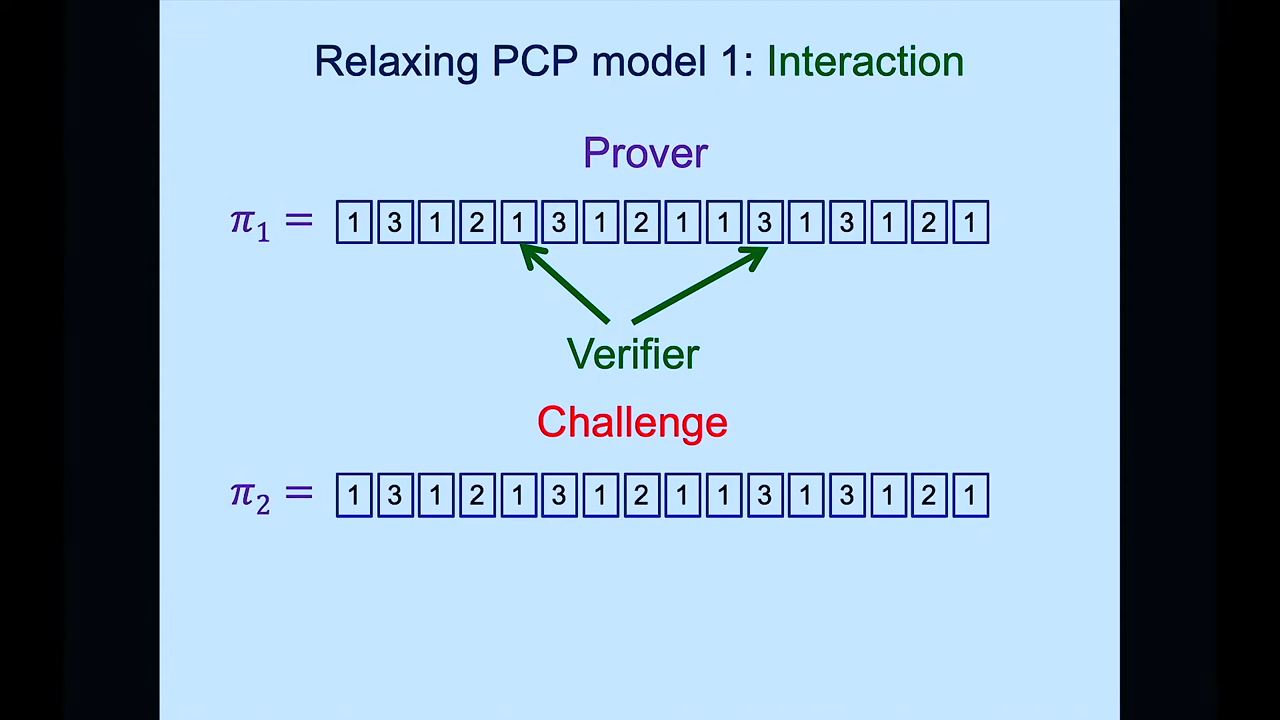 Relaxing PCP model 1: Interaction
Prover
π₁ = 1 3 1 2 1 3 1 2 1 1 3 1 3 1 2 1
Verifier
Challenge
π₂ = 1 3 1 2 1 3 1 2 1 1 3 1 3 1 2 1